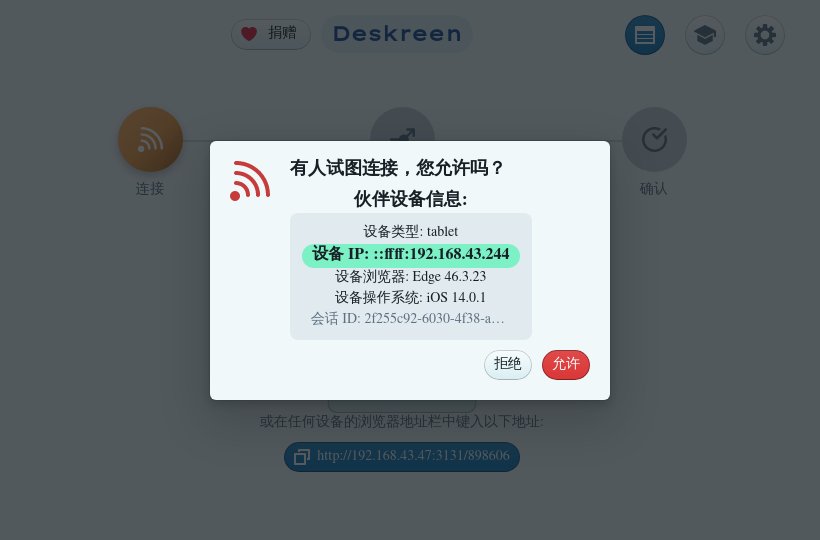 捐赠
Deskreen
连接
确认
有人试图连接，您允许吗？
伙伴设备信息:
设备类型: tablet
设备 IP: ::ffff:192.168.43.244
设备浏览器: Edge 46.3.23
设备操作系统: iOS 14.0.1
会话 ID: 2f255c92-6030-4f38-a…
拒绝
允许
或在任何设备的浏览器地址栏中键入以下地址:
http://192.168.43.47:3131/898606